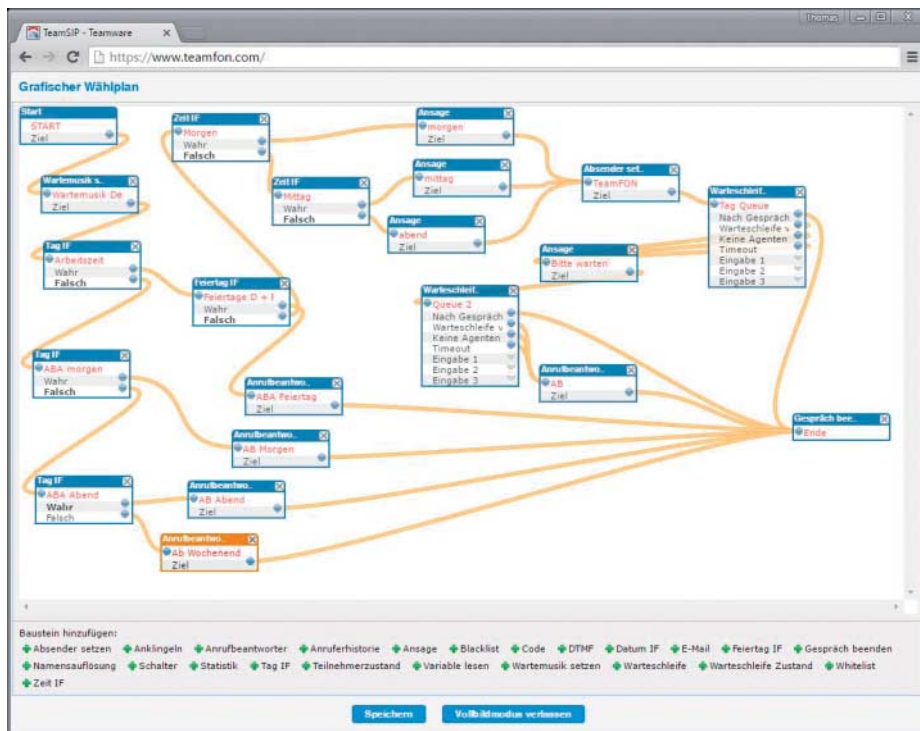 Thomas
TeamSIP - Teamware
https://www.teamfon.com/
Grafischer Wählplan
Start
START
Ziel
Wartemusik s..
Wartemusik De
Ziel
Tag IF
Arbeitszeit
Wahr
Falsch
Tag IF
ABA morgen
Wahr
Falsch
Tag IF
ABA Abend
Wahr
Falsch
Zeit IF
Morgen
Wahr
Falsch
Zeit IF
Mittag
Wahr
Falsch
Feiertag IF
Feiertage D + I
Wahr
Falsch
Ansage
morgen
Ziel
Ansage
mittag
Ziel
Ansage
abend
Ziel
Absender set..
TeamFON
Ziel
Warteschleif..
Tag Queue
Nach Gespräch
Warteschleife v
Keine Agenten
Timeout
Eingabe 1
Eingabe 2
Eingabe 3
Ansage
Bitte warten
Ziel
Warteschleif..
Queue 2
Nach Gespräch
Warteschleife v
Keine Agenten
Timeout
Eingabe 1
Eingabe 2
Eingabe 3
Anrufbeantwo..
AB
Ziel
Anrufbeantwo..
ABA Feiertag
Ziel
Anrufbeantwo..
AB Morgen
Ziel
Anrufbeantwo..
AB Abend
Ziel
Anrufbeantwo..
Ab Wochenend
Ziel
Gespräch bee..
Ende
Baustein hinzufügen:
Absender setzen Anklingeln Anrufbeantworter Anruferhistorie Ansage Blacklist Code DTMF Datum IF E-Mail Feiertag IF Gespräch beenden
Namensauflösung Schalter Statistik Tag IF Teilnehmerzustand Variable lesen Wartemusik setzen Warteschleife Warteschleife Zustand Whitelist
Zeit IF
Speichern Vollbildmodus verlassen